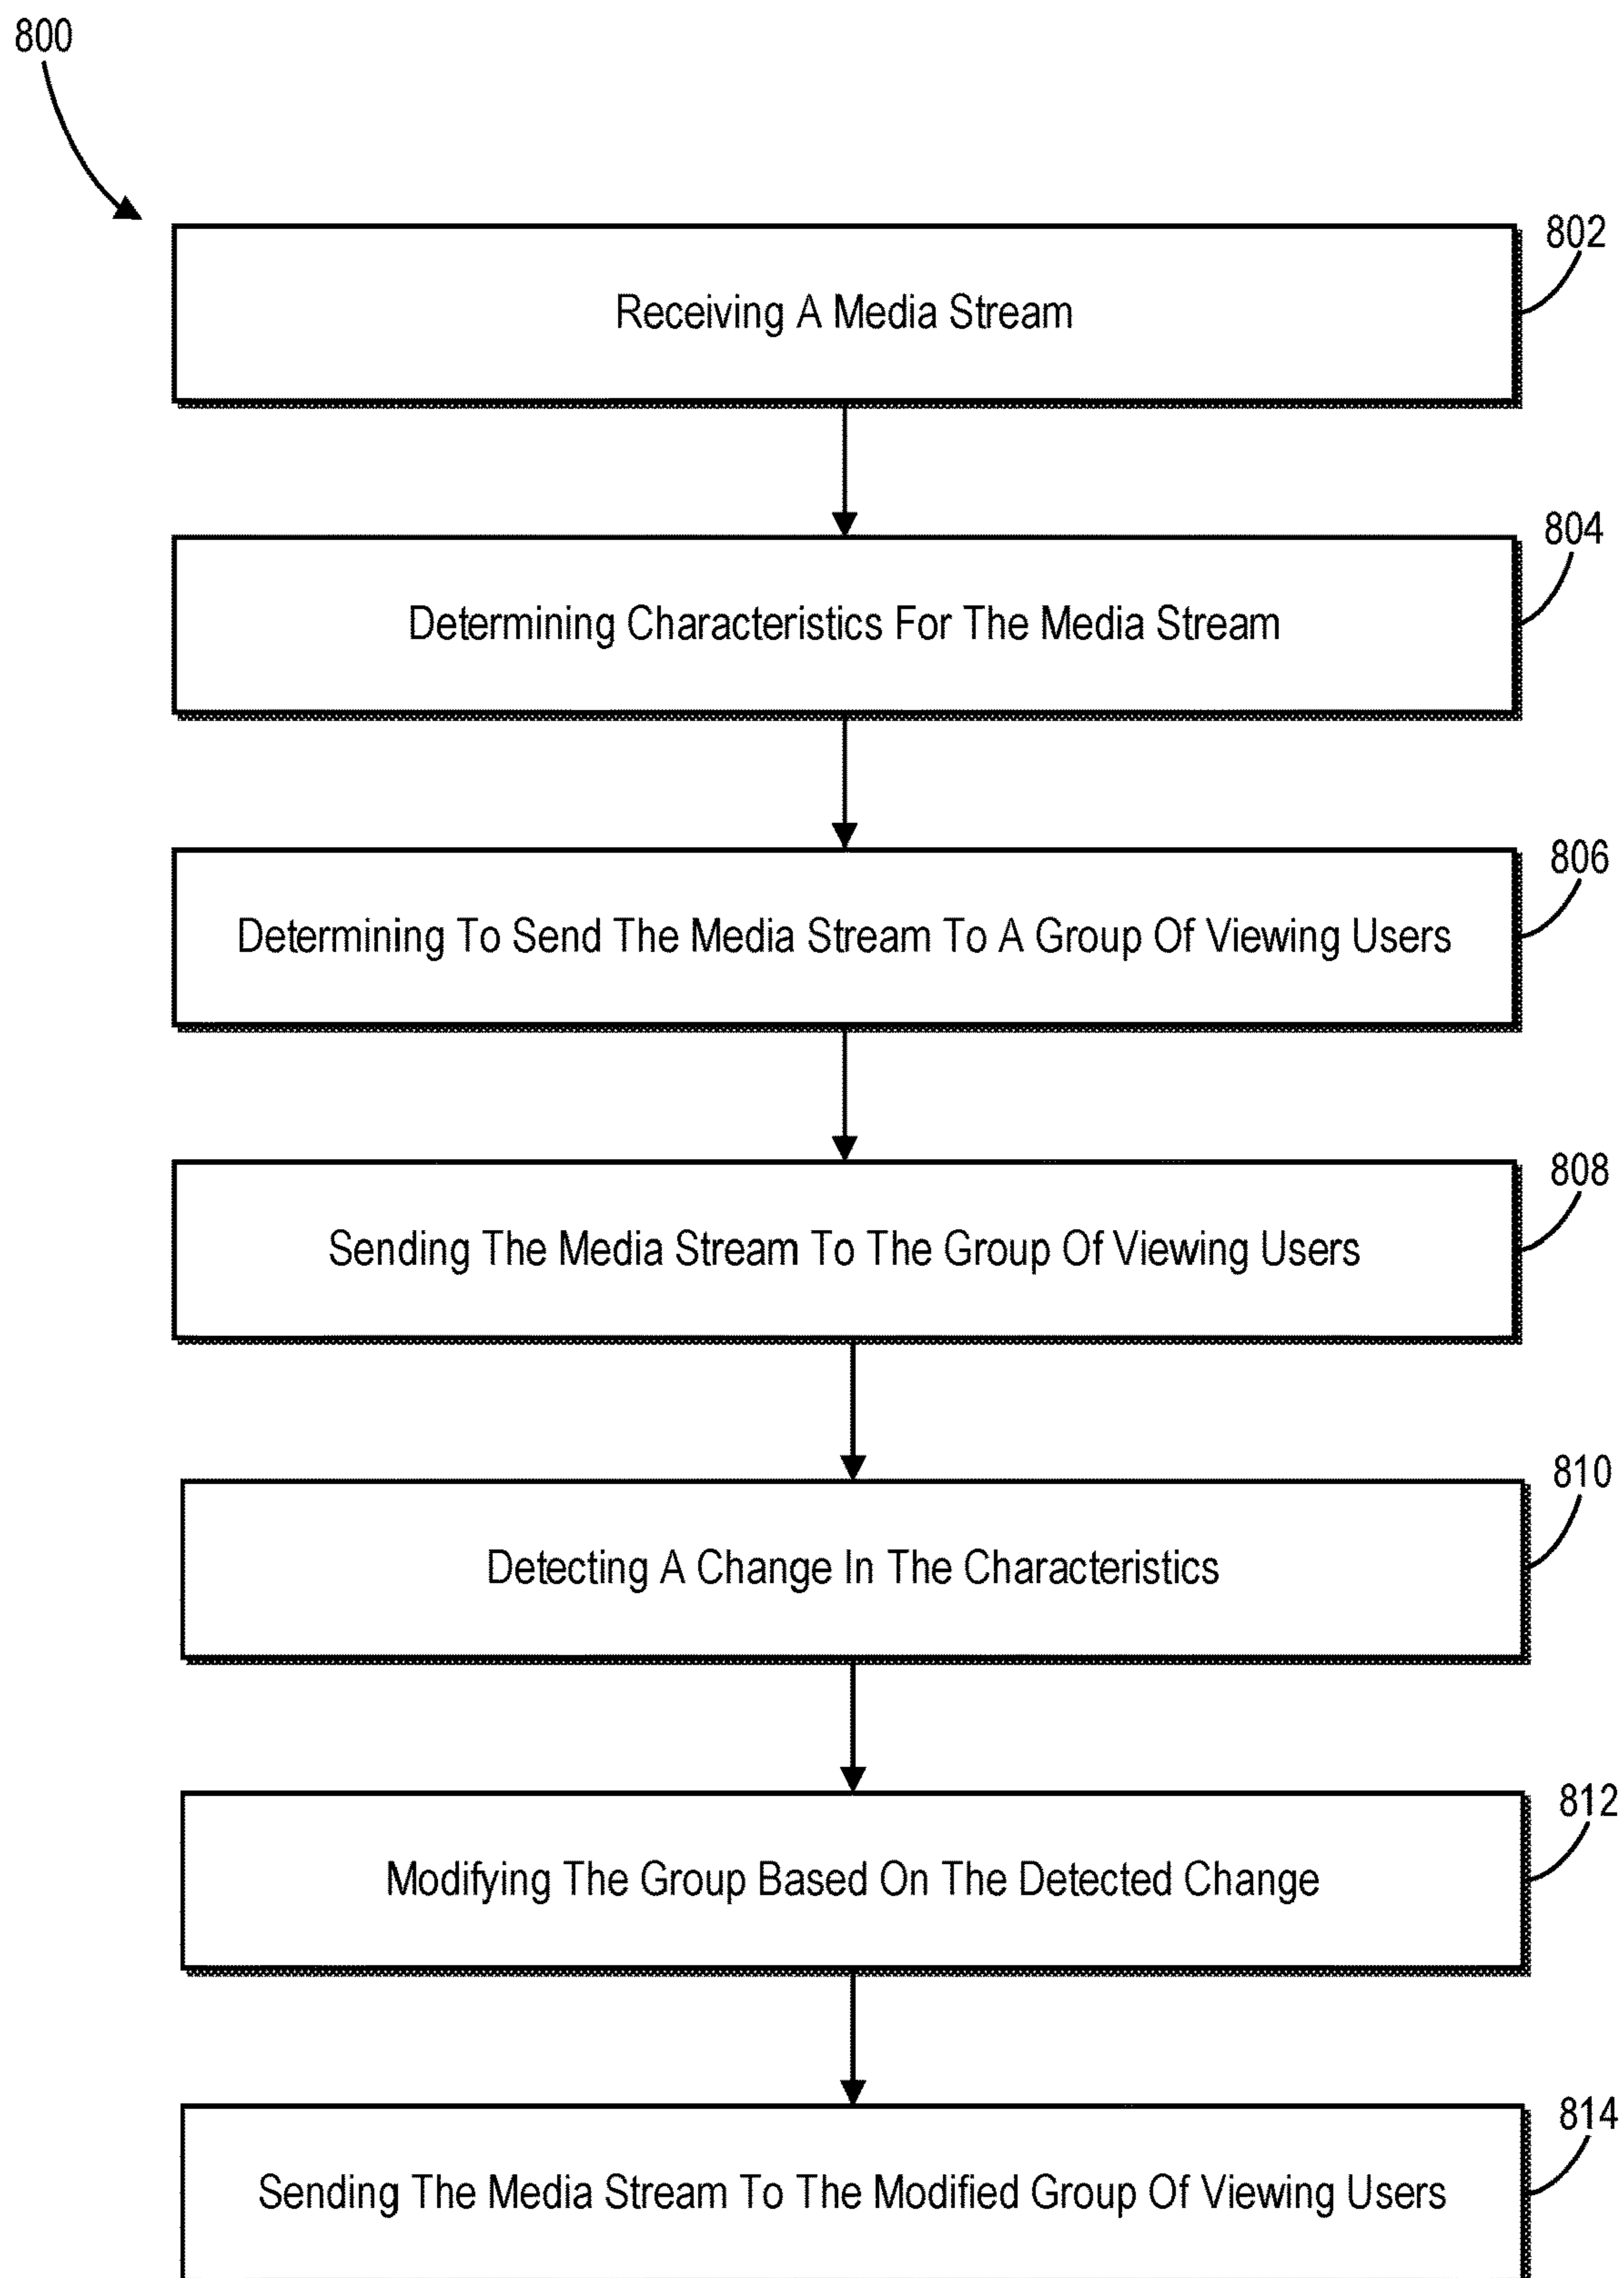 800
802
Receiving A Media Stream
804
Determining Characteristics For The Media Stream
806
Determining To Send The Media Stream To A Group Of Viewing Users
808
Sending The Media Stream To The Group Of Viewing Users
810
Detecting A Change In The Characteristics
812
Modifying The Group Based On The Detected Change
814
Sending The Media Stream To The Modified Group Of Viewing Users